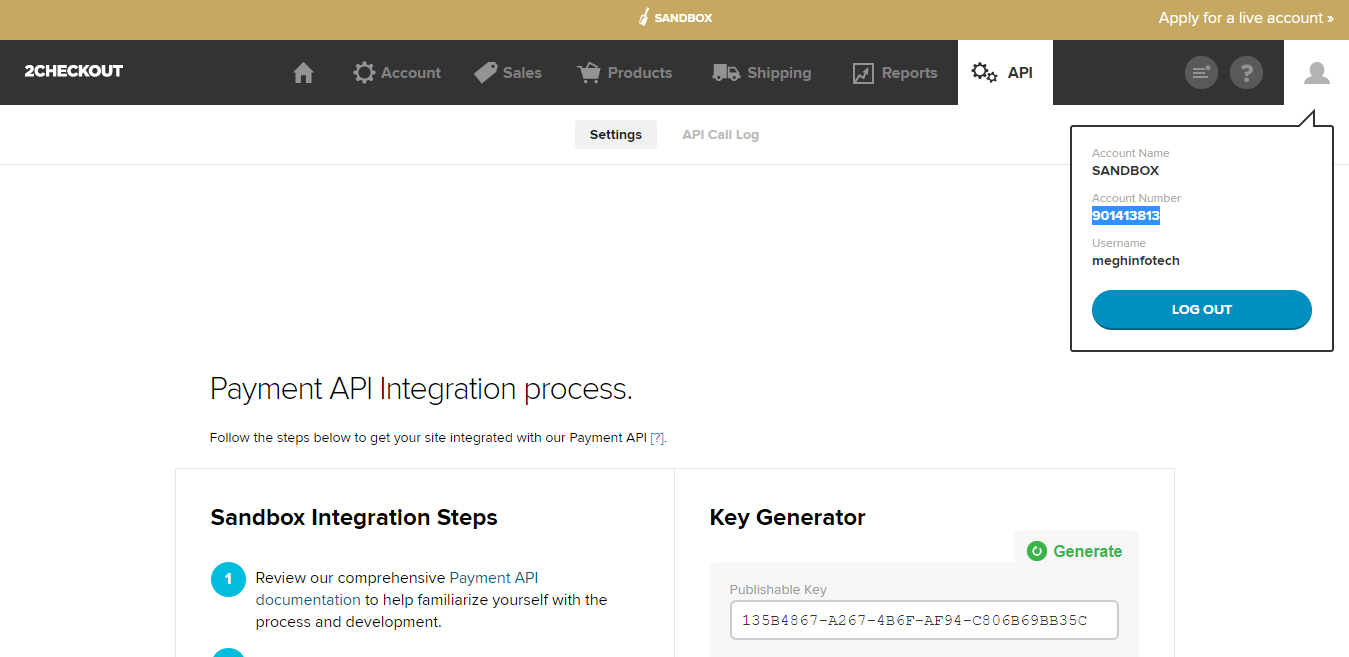 SANDBOX
Apply for a live account »
2CHECKOUT
Account
Sales
Products
Shipping
Reports
API
?
Settings
API Call Log
Account Name
SANDBOX
Account Number
901413813
Username
meghinfotech
LOG OUT
Payment API Integration process.
Follow the steps below to get your site integrated with our Payment API [?].
Sandbox Integration Steps
1
Review our comprehensive Payment API
documentation to help familiarize yourself with the
process and development.
Key Generator
Generate
Publishable Key
135B4867-A267-4B6F-AF94-C806B69BB35C